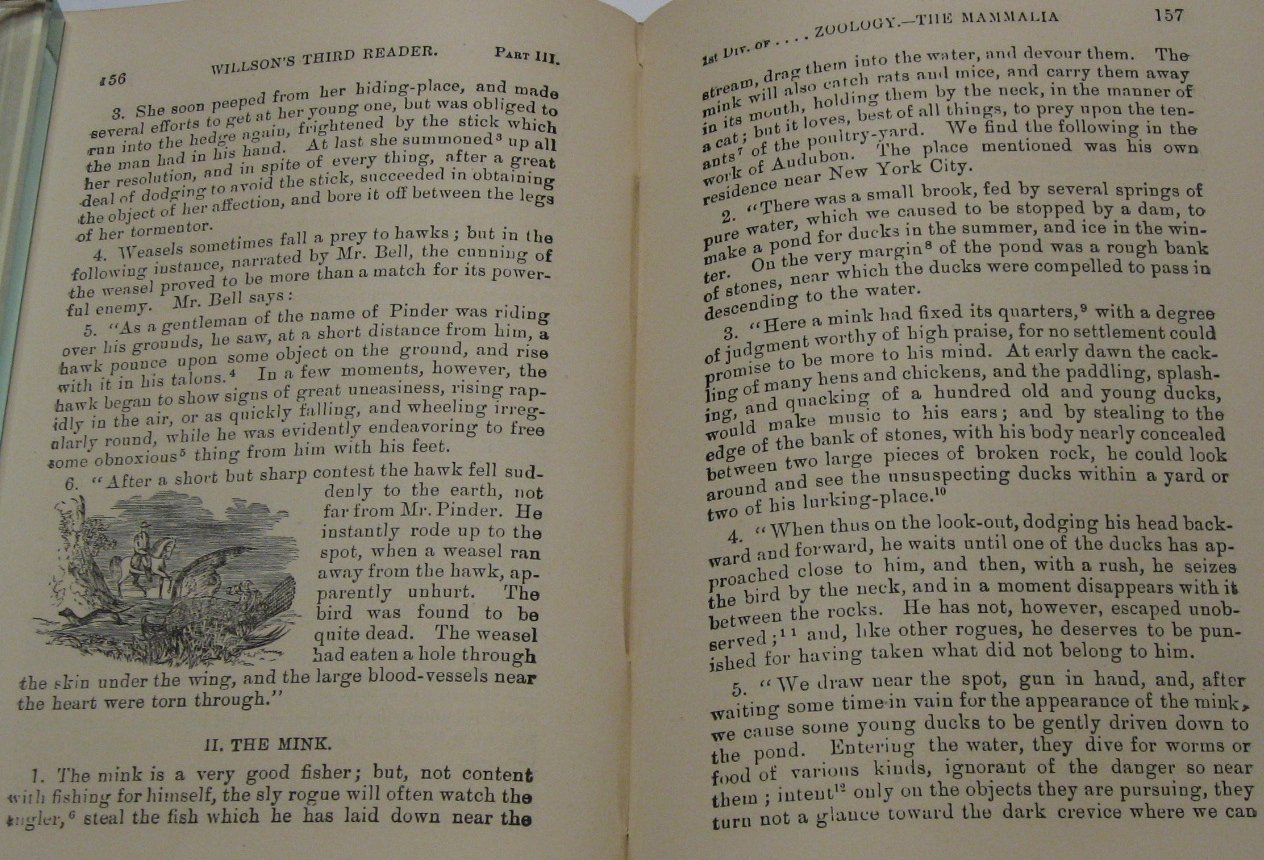 156 WILLSON'S THIRD READER. PART III.
3. She soon peeped from her hiding-place, and made
several efforts to get at her young one, but was obliged to
run into the hedge again, frightened by the stick which
the man had in his hand. At last she summoned³ up all
her resolution, and in spite of every thing, after a great
deal of dodging to avoid the stick, succeeded in obtaining
the object of her affection, and bore it off between the legs
of her tormentor.
4. Weasels sometimes fall a prey to hawks; but in the
following instance, narrated by Mr. Bell, the cunning of
the weasel proved to be more than a match for its power-
ful enemy. Mr. Bell says:
5. "As a gentleman of the name of Pinder was riding
over his grounds, he saw, at a short distance from him, a
hawk pounce upon some object on the ground, and rise
with it in his talons.⁴ In a few moments, however, the
hawk began to show signs of great uneasiness, rising rap-
idly in the air, or as quickly falling, and wheeling irreg-
ularly round, while he was evidently endeavoring to free
some obnoxious⁵ thing from him with his feet.
6. "After a short but sharp contest the hawk fell sud-
denly to the earth, not
far from Mr. Pinder. He
instantly rode up to the
spot, when a weasel ran
away from the hawk, ap-
parently unhurt. The
bird was found to be
quite dead. The weasel
had eaten a hole through
the skin under the wing, and the large blood-vessels near
the heart were torn through."
II. THE MINK.
1. The mink is a very good fisher; but, not content
with fishing for himself, the sly rogue will often watch the
angler,⁶ steal the fish which he has laid down near the
1st DIV. OF .... ZOOLOGY.—THE MAMMALIA 157
stream, drag them into the water, and devour them. The
mink will also catch rats and mice, and carry them away
in its mouth, holding them by the neck, in the manner of
a cat; but it loves, best of all things, to prey upon the ten-
ants⁷ of the poultry-yard. We find the following in the
work of Audubon. The place mentioned was his own
residence near New York City.
2. "There was a small brook, fed by several springs of
pure water, which we caused to be stopped by a dam, to
make a pond for ducks in the summer, and ice in the win-
ter. On the very margin⁸ of the pond was a rough bank
of stones, near which the ducks were compelled to pass in
descending to the water.
3. "Here a mink had fixed its quarters,⁹ with a degree
of judgment worthy of high praise, for no settlement could
promise to be more to his mind. At early dawn the cack-
ling of many hens and chickens, and the paddling, splash-
ing, and quacking of a hundred old and young ducks,
would make music to his ears; and by stealing to the
edge of the bank of stones, with his body nearly concealed
between two large pieces of broken rock, he could look
around and see the unsuspecting ducks within a yard or
two of his lurking-place.¹⁰
4. "When thus on the look-out, dodging his head back-
ward and forward, he waits until one of the ducks has ap-
proached close to him, and then, with a rush, he seizes
the bird by the neck, and in a moment disappears with it
between the rocks. He has not, however, escaped unob-
served;¹¹ and, like other rogues, he deserves to be pun-
ished for having taken what did not belong to him.
5. "We draw near the spot, gun in hand, and, after
waiting some time in vain for the appearance of the mink,
we cause some young ducks to be gently driven down to
the pond. Entering the water, they dive for worms or
food of various kinds, ignorant of the danger so near
them; intent¹² only on the objects they are pursuing, they
turn not a glance toward the dark crevice where we can